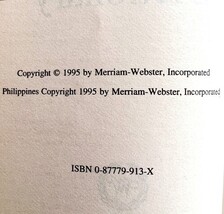 Copyright © 1995 by Merriam-Webster, Incorporated
Philippines Copyright 1995 by Merriam-Webster, Incorporated
ISBN 0-87779-913-X